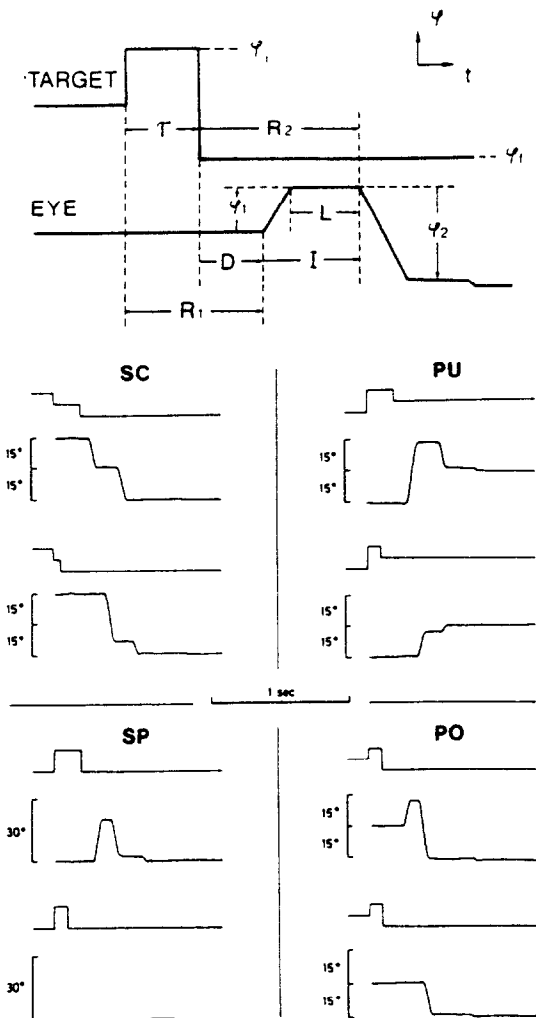 φ
φ₁
t
TARGET
τ R₂
φ₁
EYE φ₁ L φ₂
D I
R₁
SC PU
15° 15°
15° 15°
15° 15°
15° 15°
1 sec
SP PO
30° 15°
15°
30° 15°
15°